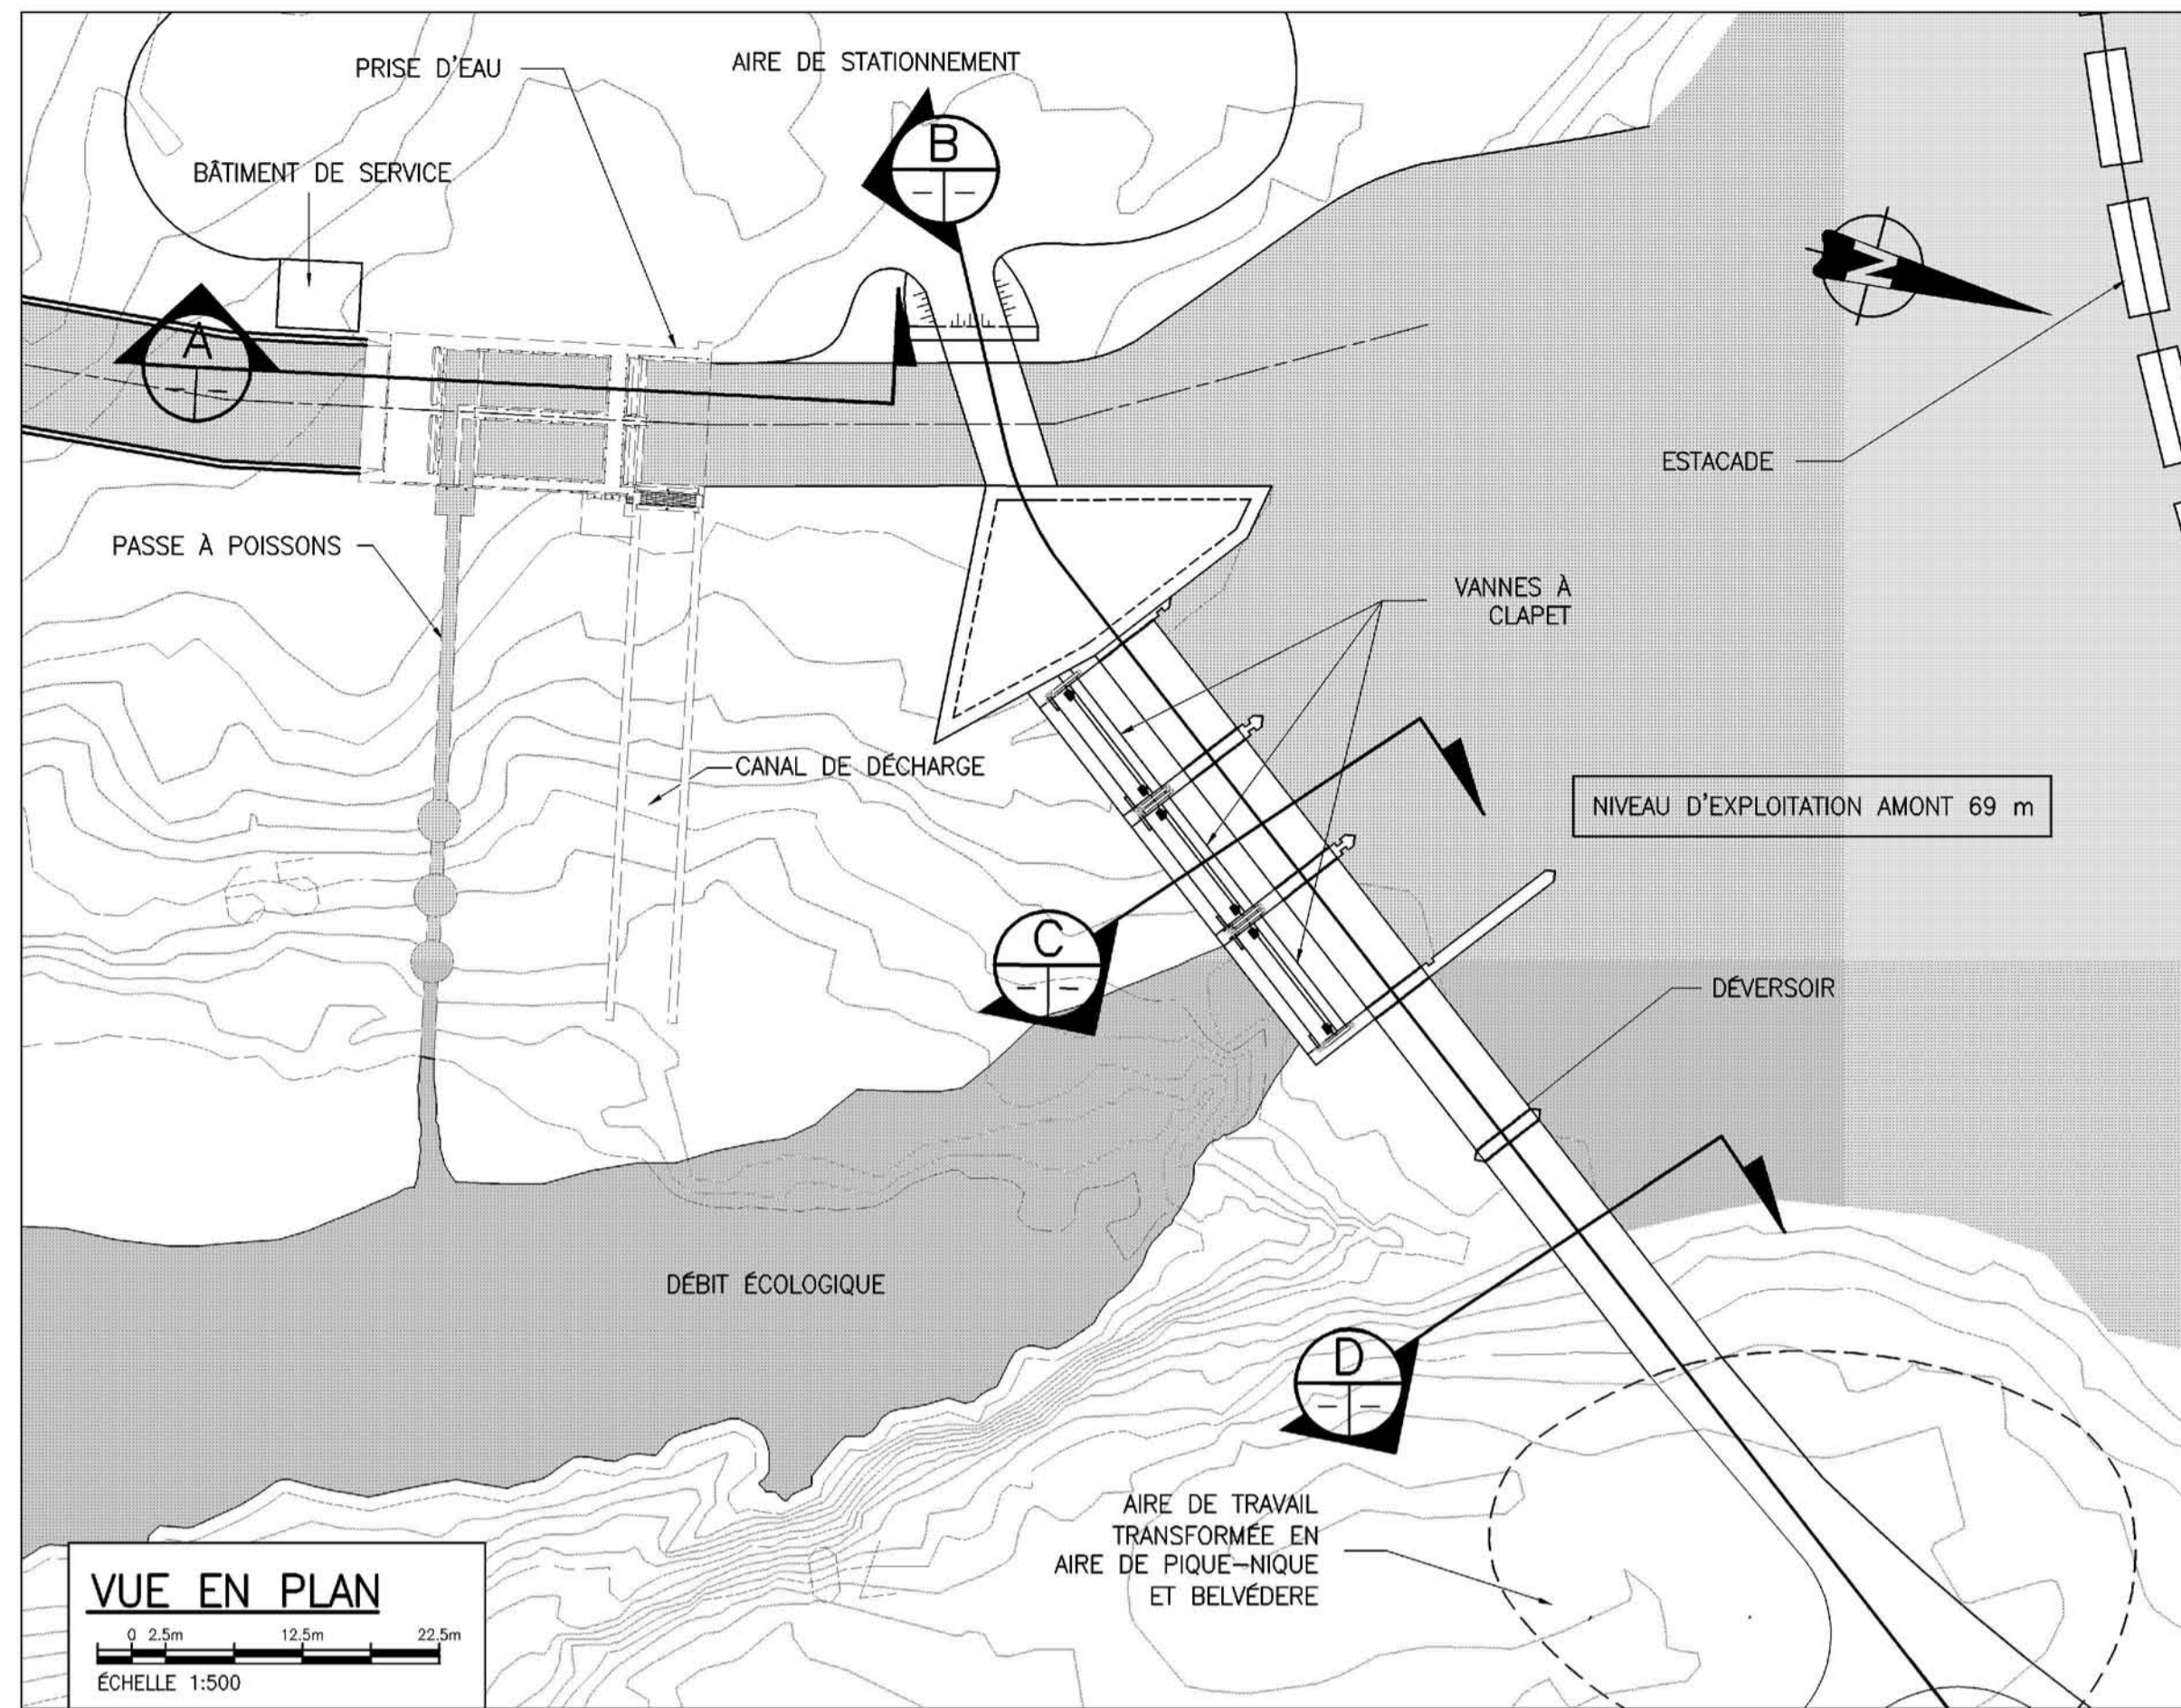 PRISE D'EAU
AIRE DE STATIONNEMENT
B
BÂTIMENT DE SERVICE
N
A
ESTACADE
PASSE À POISSONS
VANNES À
CLAPET
CANAL DE DÉCHARGE
NIVEAU D'EXPLOITATION AMONT 69 m
C
DÉVERSOIR
DÉBIT ÉCOLOGIQUE
D
AIRE DE TRAVAIL
TRANSFORMÉE EN
AIRE DE PIQUE-NIQUE
ET BELVÉDERE
VUE EN PLAN
0 2.5m 12.5m 22.5m
ÉCHELLE 1:500